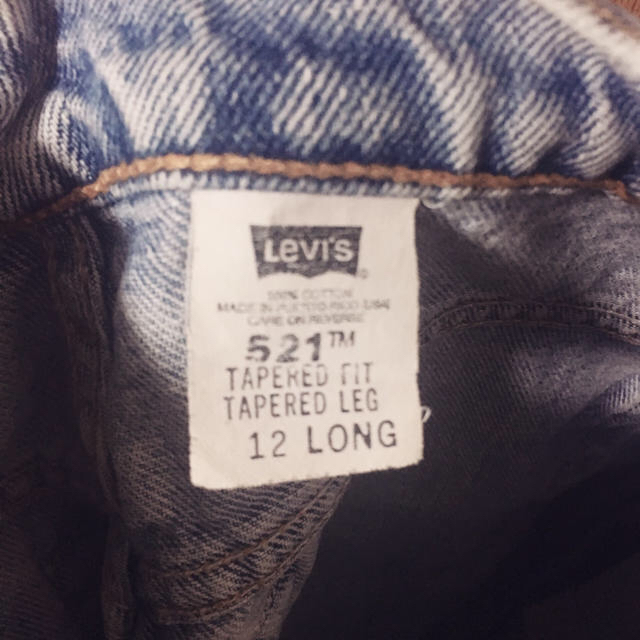 LEVI'S
100% COTTON
MADE IN PUERTO RICO USA
CARE ON REVERSE
521™
TAPERED FIT
TAPERED LEG
12 LONG